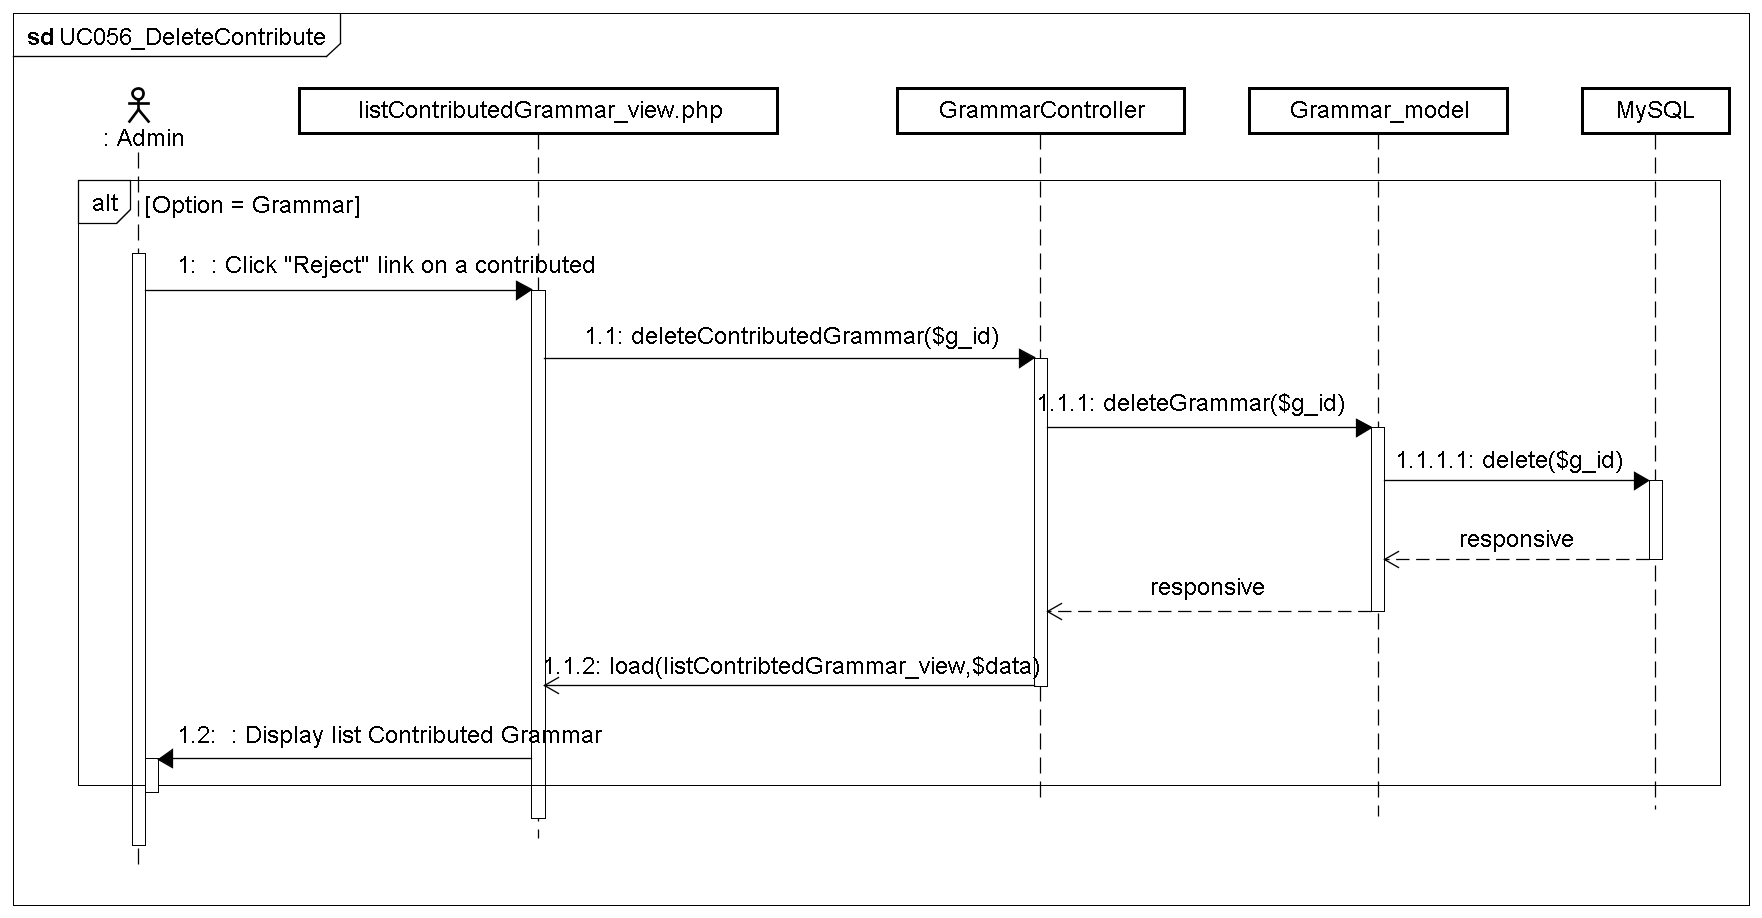 sd UC056_DeleteContribute
: Admin
listContributedGrammar_view.php
GrammarController
Grammar_model
MySQL
alt
[Option = Grammar]
1:  : Click "Reject" link on a contributed
1.1: deleteContributedGrammar($g_id)
1.1.1: deleteGrammar($g_id)
1.1.1.1: delete($g_id)
responsive
responsive
1.1.2: load(listContribtedGrammar_view,$data)
1.2:  : Display list Contributed Grammar